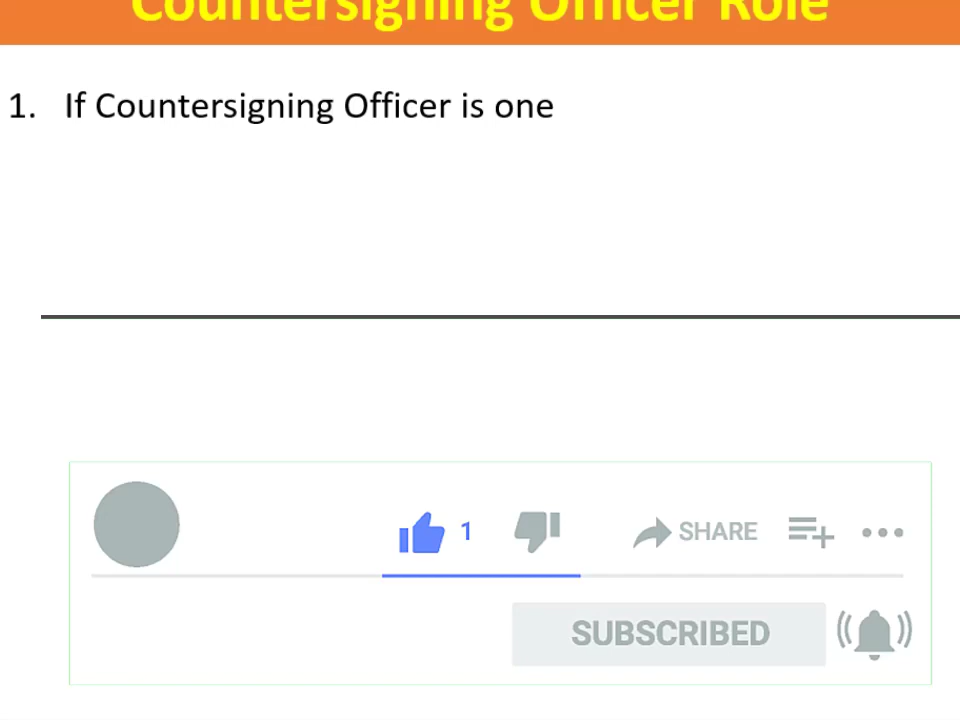 Countersigning Officer Role
1. If Countersigning Officer is one
1
SHARE
SUBSCRIBED